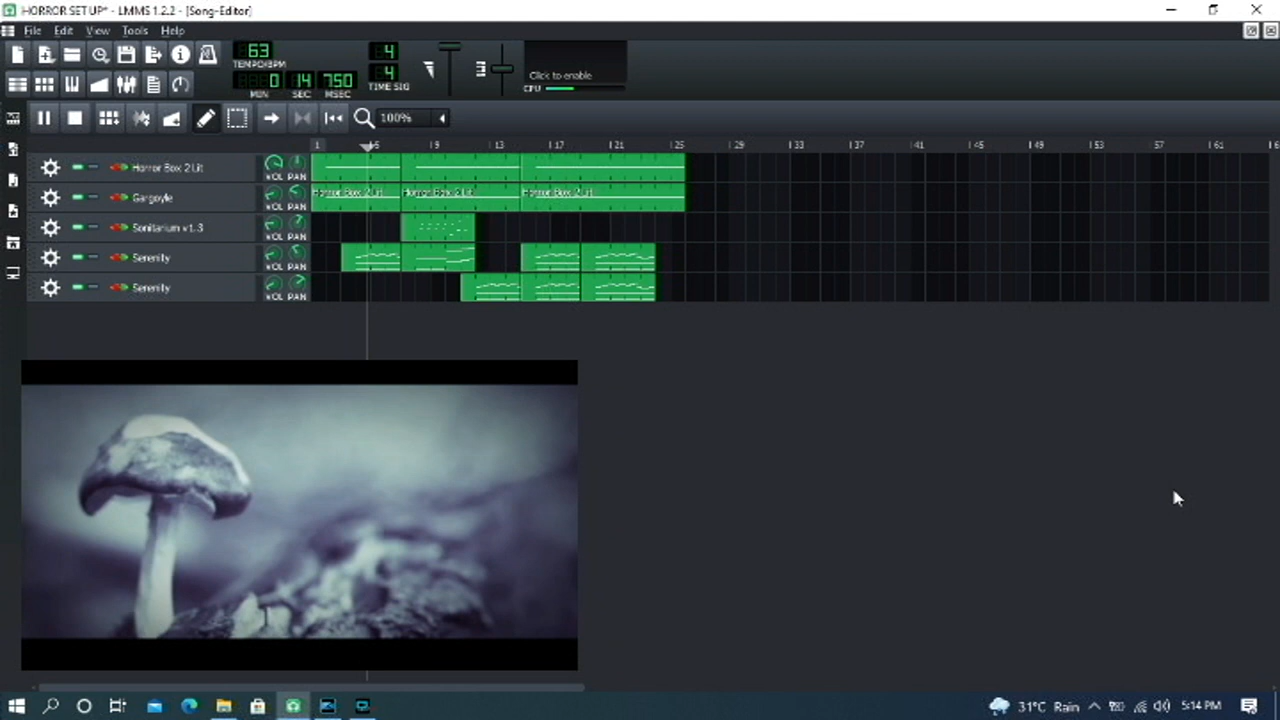 HORROR SET UP* - LMMS 1.2.2 - [Song-Editor]
File Edit View Tools Help
63
TEMPO/BPM
0 14 750
MIN SEC MSEC
4
4
TIME SIG
Click to enable
CPU
100%
1 5 9 13 17 21 25 29 33 37 41 45 49 53 57 61 6
Horror Box 2 Lit VOL PAN
Gargoyle VOL PAN Horror Box 2 Lit Horror Box 2 Lit Horror Box 2 Lit
Sonitarium v1.3 VOL PAN
Serenity VOL PAN
Serenity VOL PAN
31°C Rain 5:14 PM